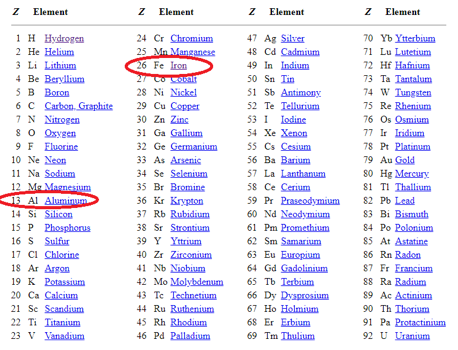 Z Element Z Element Z Element Z Element
1 H Hydrogen 24 Cr Chromium 47 Ag Silver 70 Yb Ytterbium
2 He Helium 25 Mn Manganese 48 Cd Cadmium 71 Lu Lutetium
3 Li Lithium 26 Fe Iron 49 In Indium 72 Hf Hafnium
4 Be Beryllium 27 Co Cobalt 50 Sn Tin 73 Ta Tantalum
5 B Boron 28 Ni Nickel 51 Sb Antimony 74 W Tungsten
6 C Carbon, Graphite 29 Cu Copper 52 Te Tellurium 75 Re Rhenium
7 N Nitrogen 30 Zn Zinc 53 I Iodine 76 Os Osmium
8 O Oxygen 31 Ga Gallium 54 Xe Xenon 77 Ir Iridium
9 F Fluorine 32 Ge Germanium 55 Cs Cesium 78 Pt Platinum
10 Ne Neon 33 As Arsenic 56 Ba Barium 79 Au Gold
11 Na Sodium 34 Se Selenium 57 La Lanthanum 80 Hg Mercury
12 Mg Magnesium 35 Br Bromine 58 Ce Cerium 81 Tl Thallium
13 Al Aluminum 36 Kr Krypton 59 Pr Praseodymium 82 Pb Lead
14 Si Silicon 37 Rb Rubidium 60 Nd Neodymium 83 Bi Bismuth
15 P Phosphorus 38 Sr Strontium 61 Pm Promethium 84 Po Polonium
16 S Sulfur 39 Y Yttrium 62 Sm Samarium 85 At Astatine
17 Cl Chlorine 40 Zr Zirconium 63 Eu Europium 86 Rn Radon
18 Ar Argon 41 Nb Niobium 64 Gd Gadolinium 87 Fr Francium
19 K Potassium 42 Mo Molybdenum 65 Tb Terbium 88 Ra Radium
20 Ca Calcium 43 Tc Technetium 66 Dy Dysprosium 89 Ac Actinium
21 Sc Scandium 44 Ru Ruthenium 67 Ho Holmium 90 Th Thorium
22 Ti Titanium 45 Rh Rhodium 68 Er Erbium 91 Pa Protactinium
23 V Vanadium 46 Pd Palladium 69 Tm Thulium 92 U Uranium